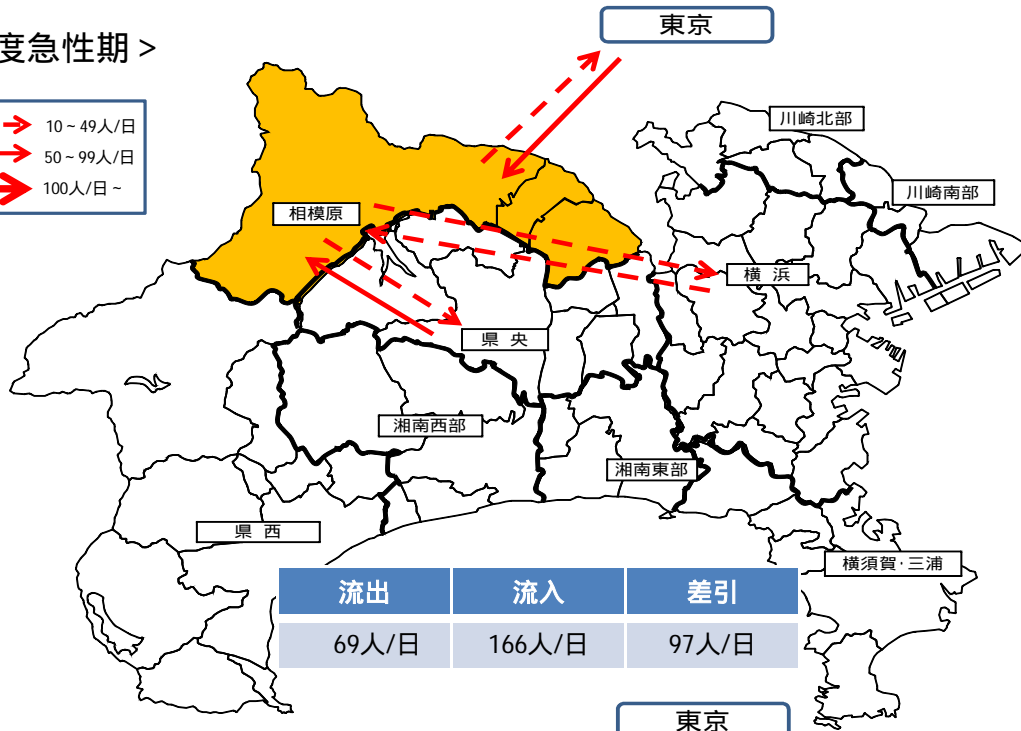 東京
度急性期 >
10 ~ 49人/日
50 ~ 99人/日
100人/日 ~
川崎北部
川崎南部
相模原
横 浜
県 央
湘南西部
湘南東部
県 西
横須賀･三浦
流出 流入 差引
69人/日 166人/日 97人/日
東京